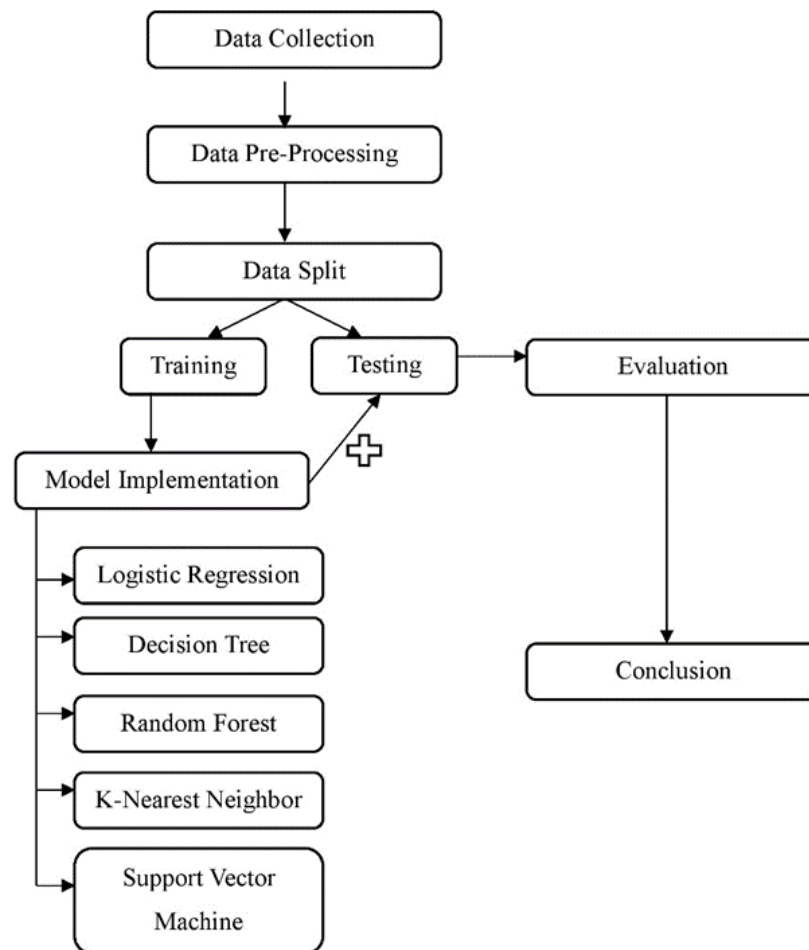 Data Collection
Data Pre-Processing
Data Split
Training
Testing
Evaluation
Model Implementation
Logistic Regression
Decision Tree
Random Forest
K-Nearest Neighbor
Support Vector
Machine
Conclusion